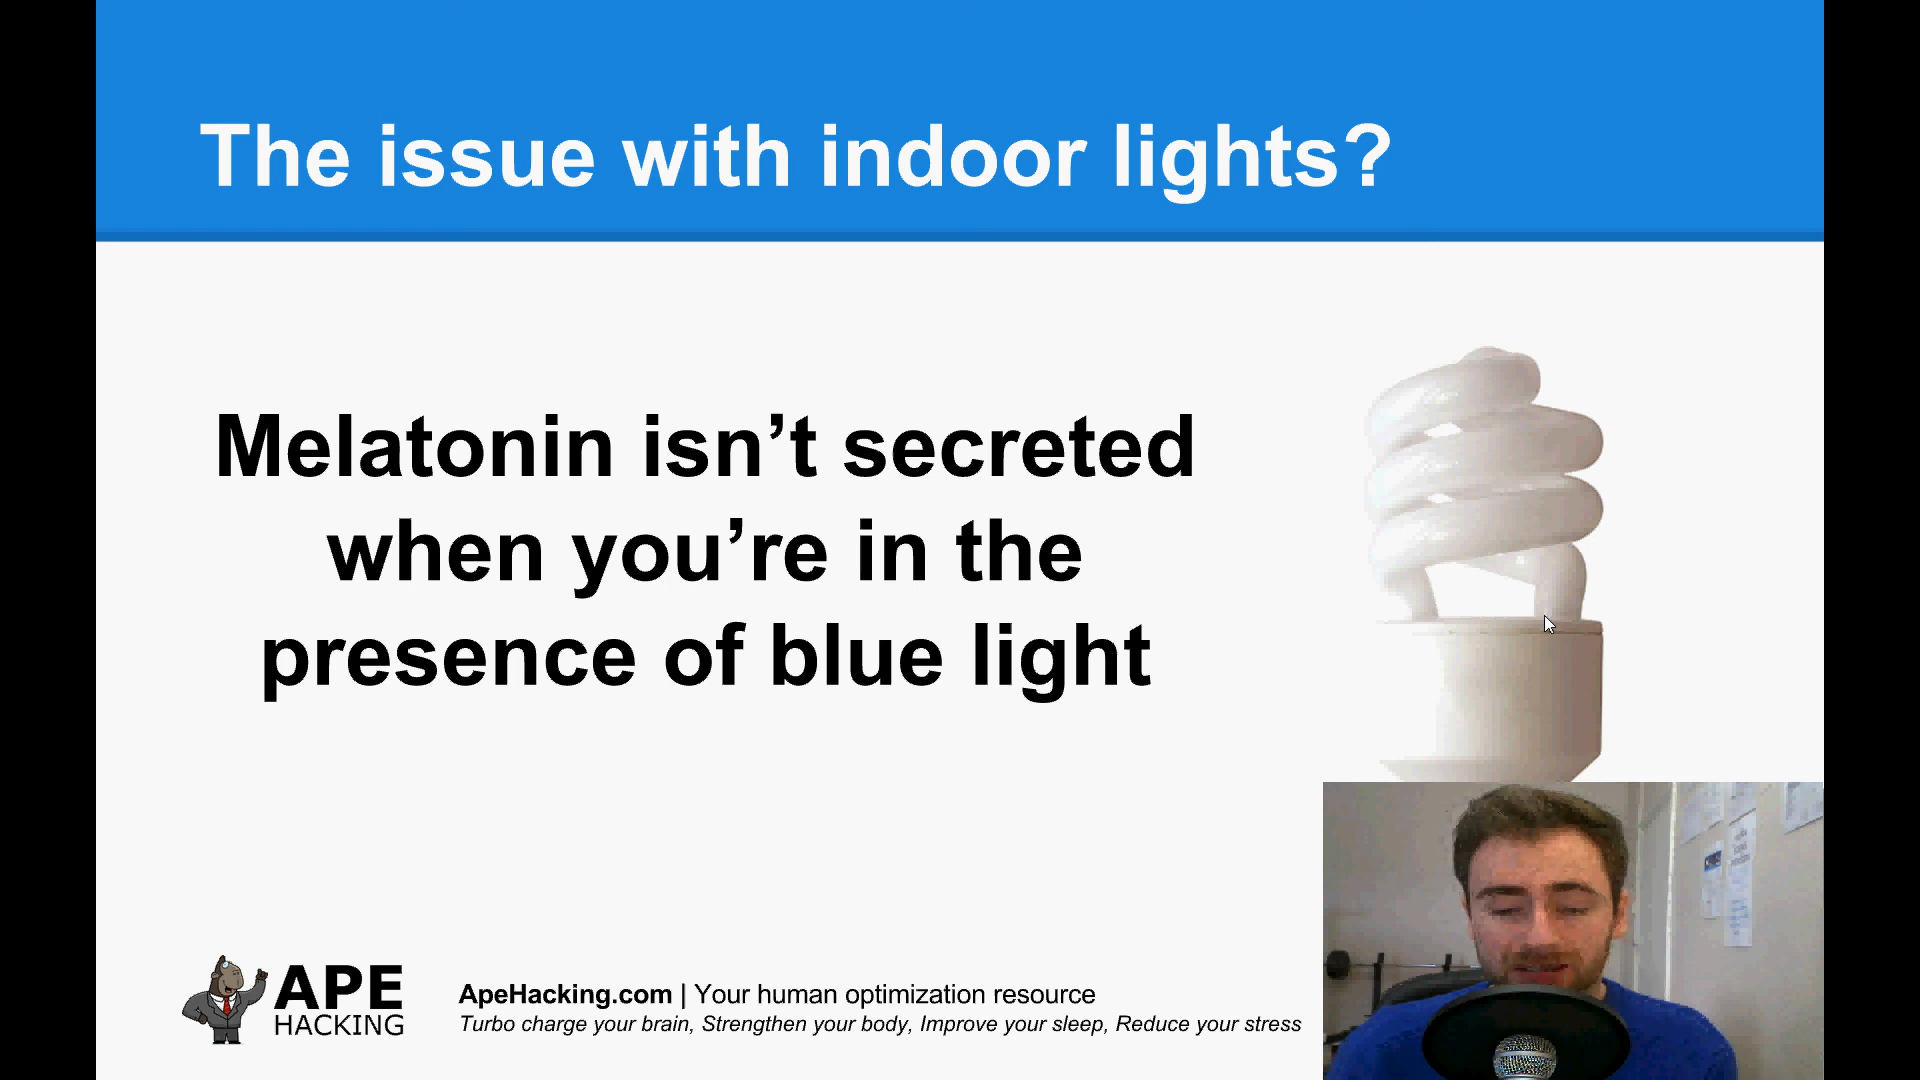 The issue with indoor lights?
Melatonin isn’t secreted
when you’re in the
presence of blue light
APE
HACKING
ApeHacking.com | Your human optimization resource
Turbo charge your brain, Strengthen your body, Improve your sleep, Reduce your stress